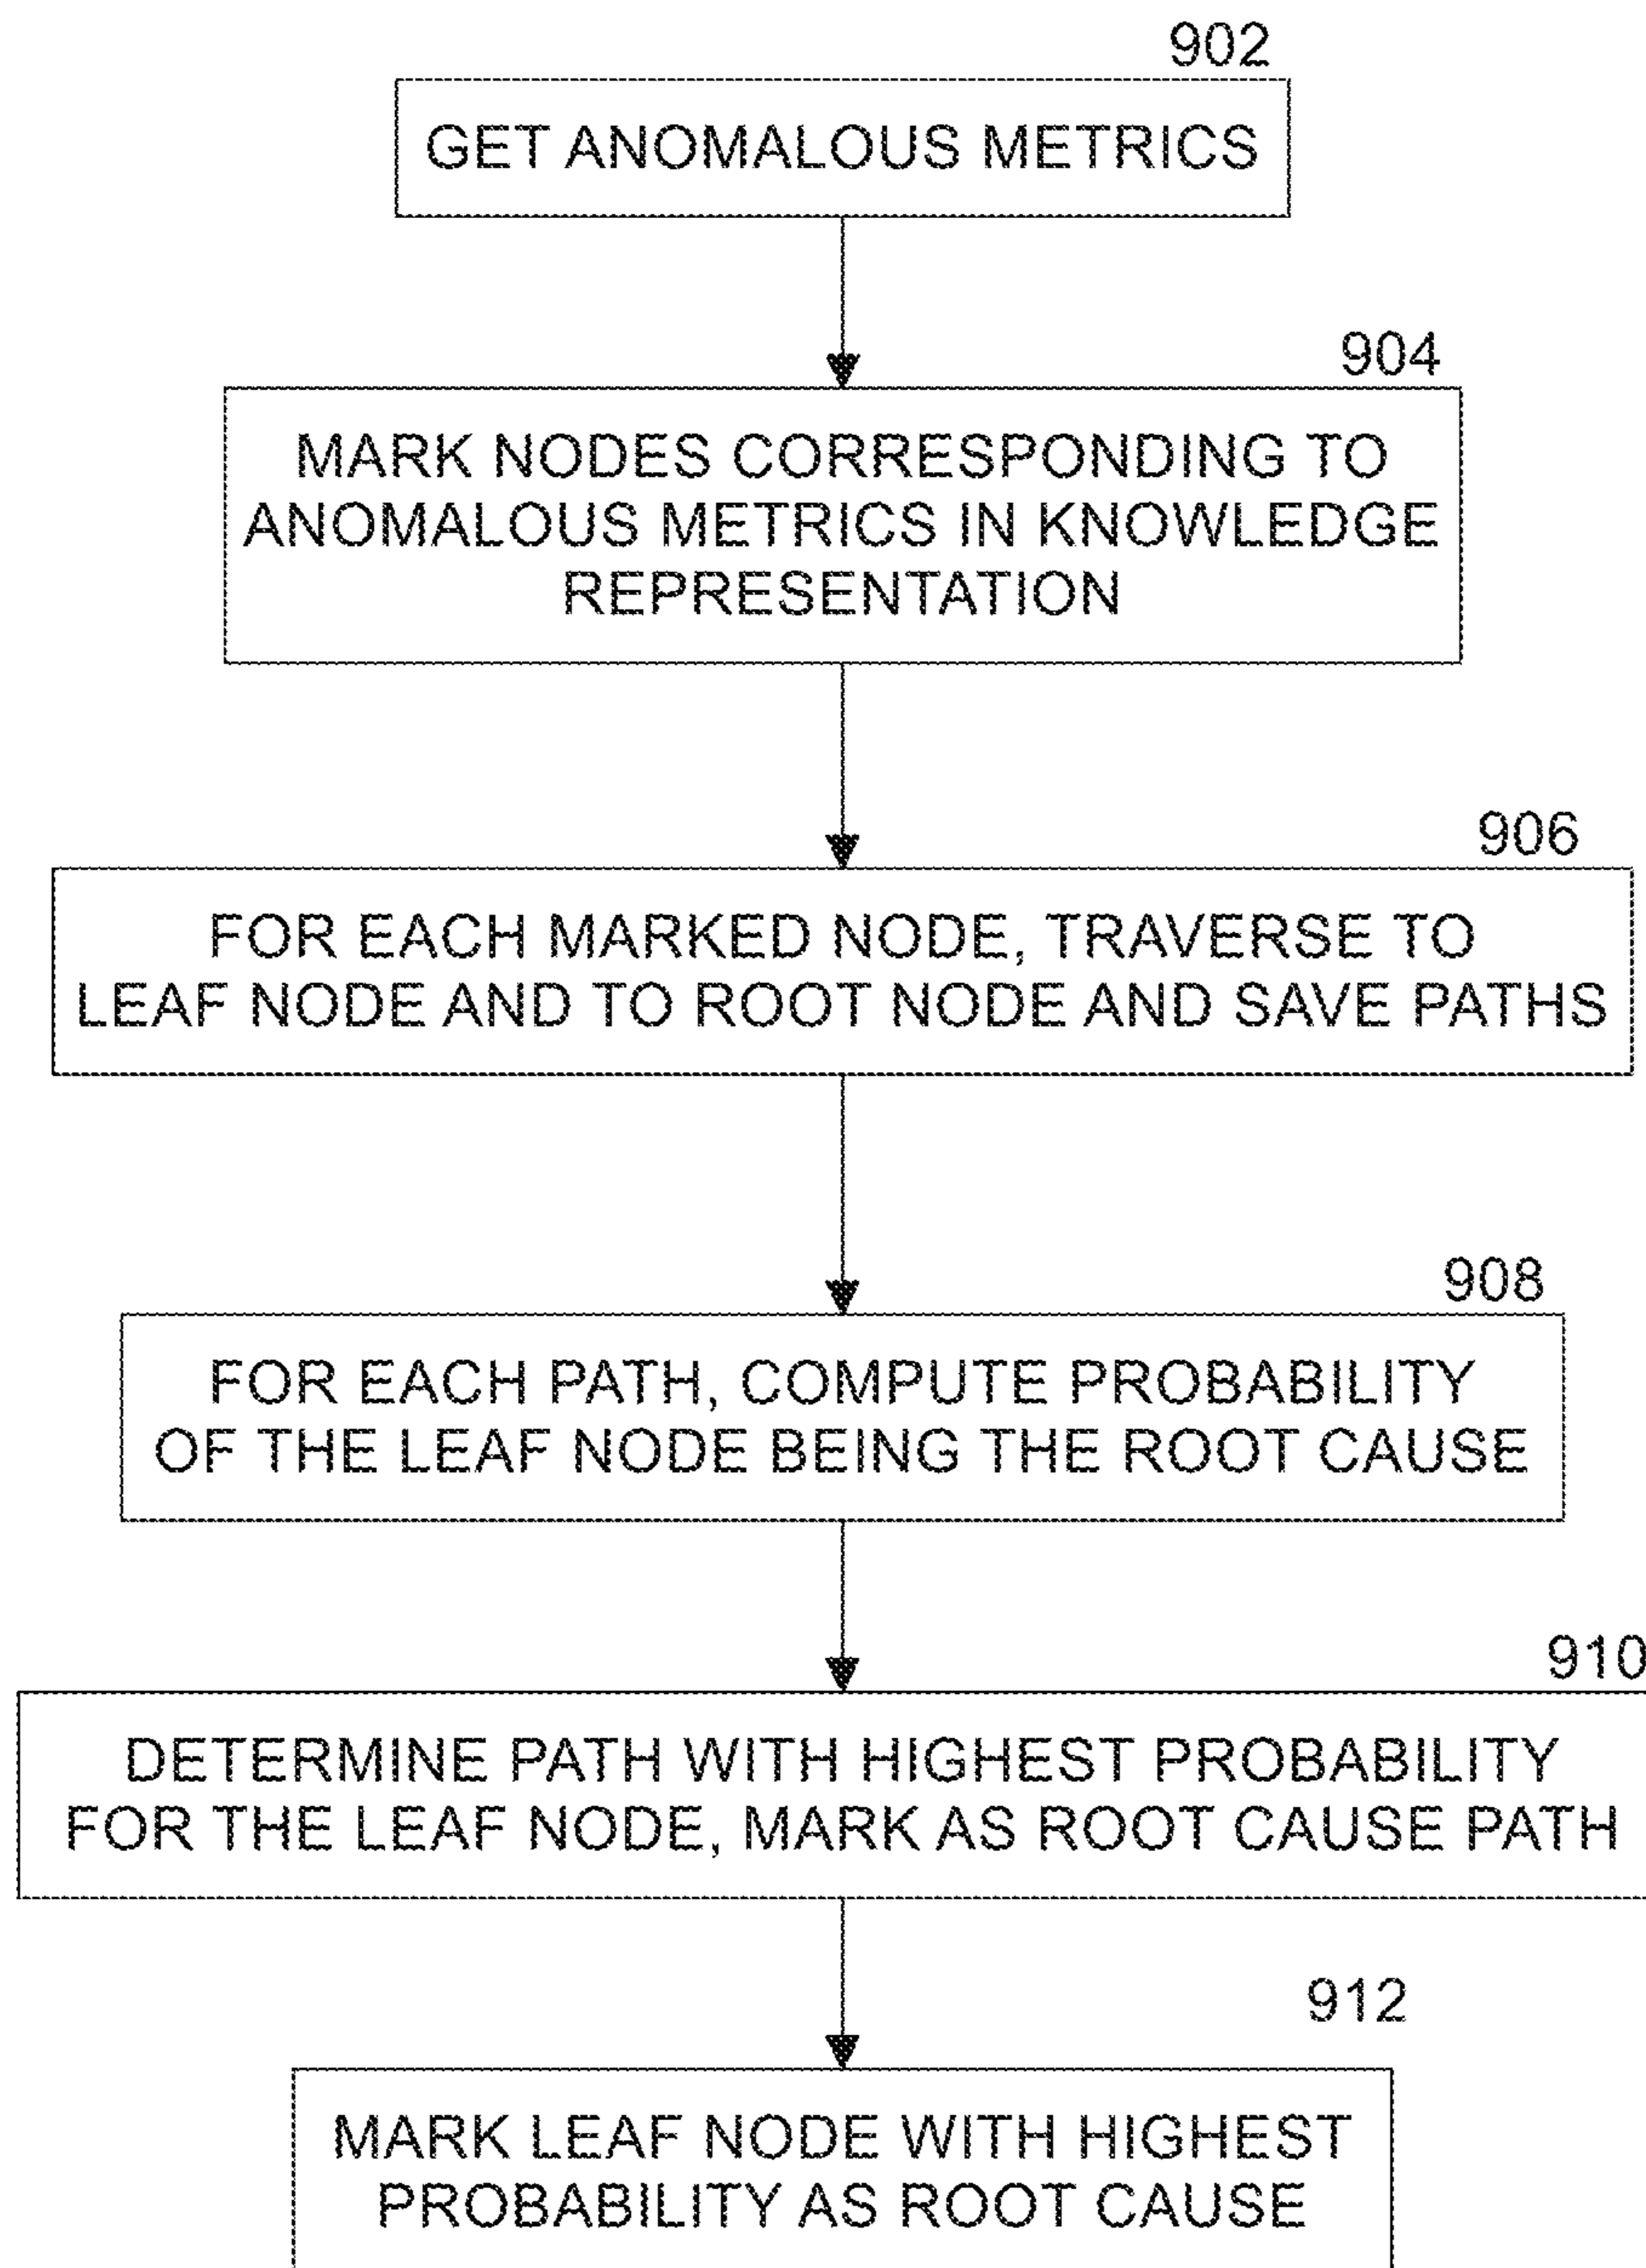 902
GET ANOMALOUS METRICS
904
MARK NODES CORRESPONDING TO
ANOMALOUS METRICS IN KNOWLEDGE
REPRESENTATION
906
FOR EACH MARKED NODE, TRAVERSE TO
LEAF NODE AND TO ROOT NODE AND SAVE PATHS
908
FOR EACH PATH, COMPUTE PROBABILITY
OF THE LEAF NODE BEING THE ROOT CAUSE
910
DETERMINE PATH WITH HIGHEST PROBABILITY
FOR THE LEAF NODE, MARK AS ROOT CAUSE PATH
912
MARK LEAF NODE WITH HIGHEST
PROBABILITY AS ROOT CAUSE